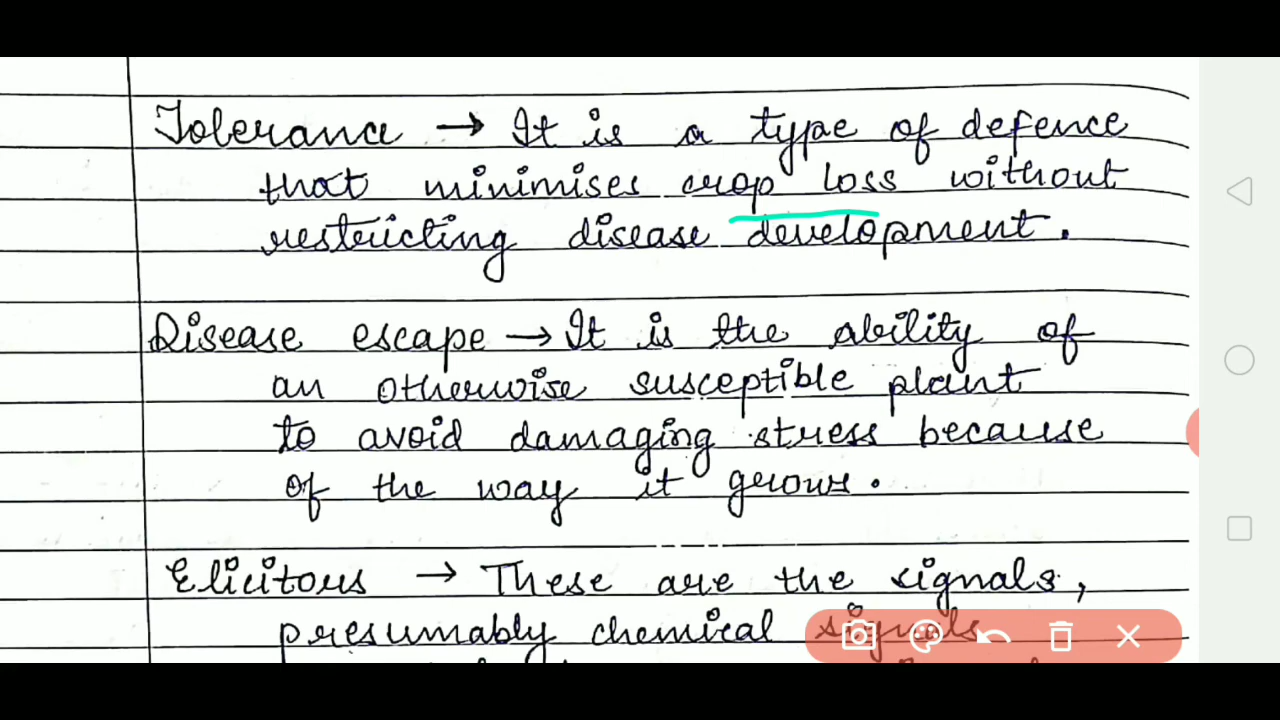 Tolerance → It is a type of defence
that minimises crop loss without
restricting disease development.
Disease escape → It is the ability of
an otherwise susceptible plant
to avoid damaging stress because
of the way it grows.
Elicitors → These are the signals,
presumably chemical signals